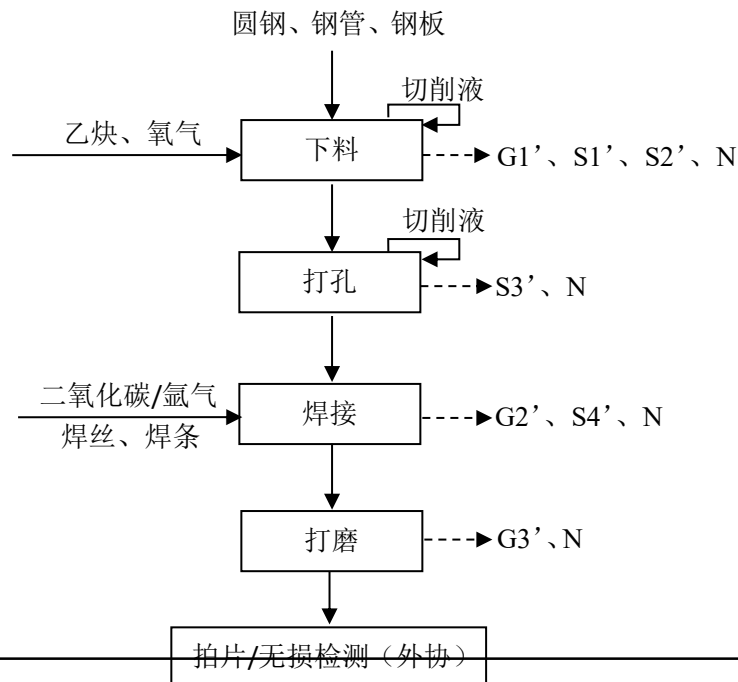 圆钢、钢管、钢板
切削液
乙炔、氧气
下料
G1’、S1’、S2’、N
切削液
打孔
S3’、N
二氧化碳/氩气
焊丝、焊条
焊接
G2’、S4’、N
打磨
G3’、N
拍片/无损检测（外协）